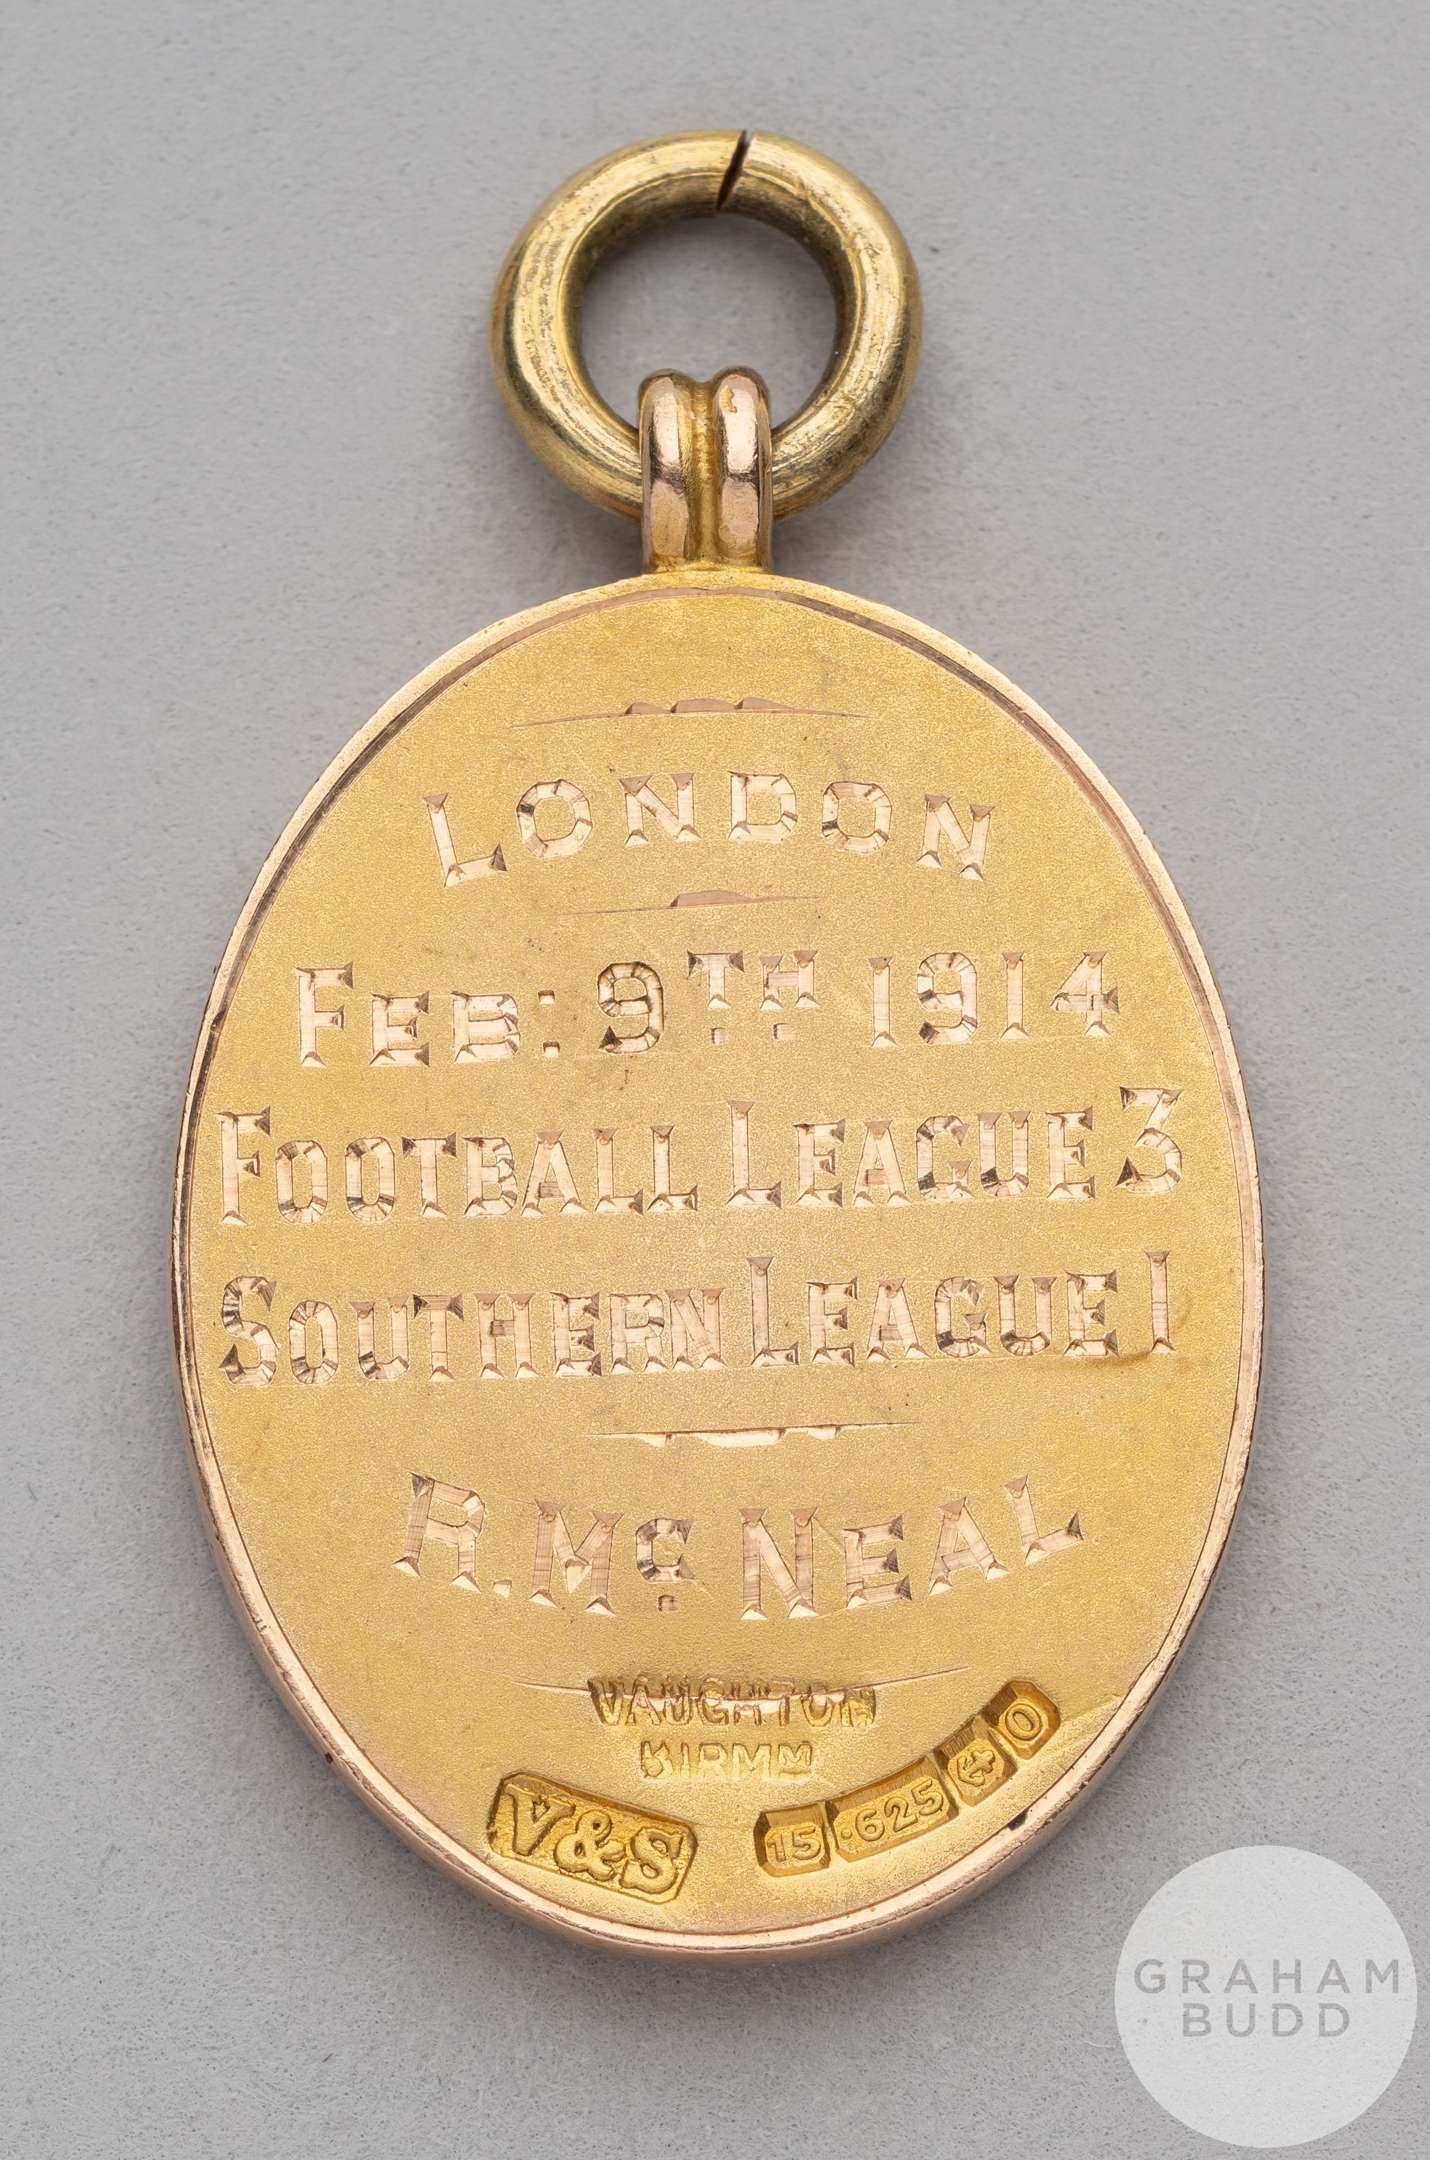 LONDON
FEB: 9TH 1914
FOOTBALL LEAGUE 3
SOUTHERN LEAGUE 1
R. Mc NEAL
VAUGHTON
BIRMM
V&S
15 .625 O
GRAHAM
BUDD